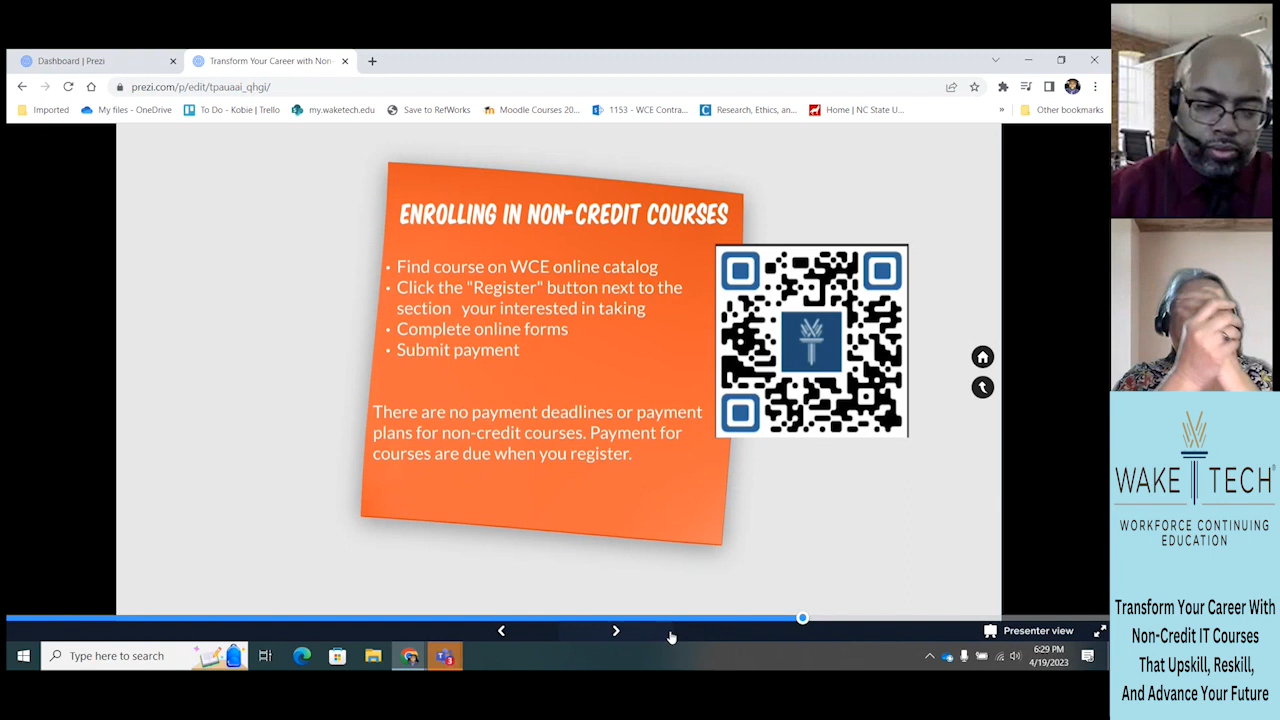 Dashboard | Prezi
Transform Your Career with Non-
prezi.com/p/edit/tpauaai_qhgi/
Imported
My files - OneDrive
To Do - Kobie | Trello
my.waketech.edu
Save to RefWorks
Moodle Courses 20...
1153 - WCE Contra...
Research, Ethics, an...
Home | NC State U...
»
Other bookmarks
ENROLLING IN NON-CREDIT COURSES
• Find course on WCE online catalog
• Click the "Register" button next to the
section your interested in taking
• Complete online forms
• Submit payment
There are no payment deadlines or payment
plans for non-credit courses. Payment for
courses are due when you register.
Presenter view
Type here to search
6:29 PM
4/19/2023
WAKE TECH®
WORKFORCE CONTINUING
EDUCATION
Transform Your Career With
Non-Credit IT Courses
That Upskill, Reskill,
And Advance Your Future